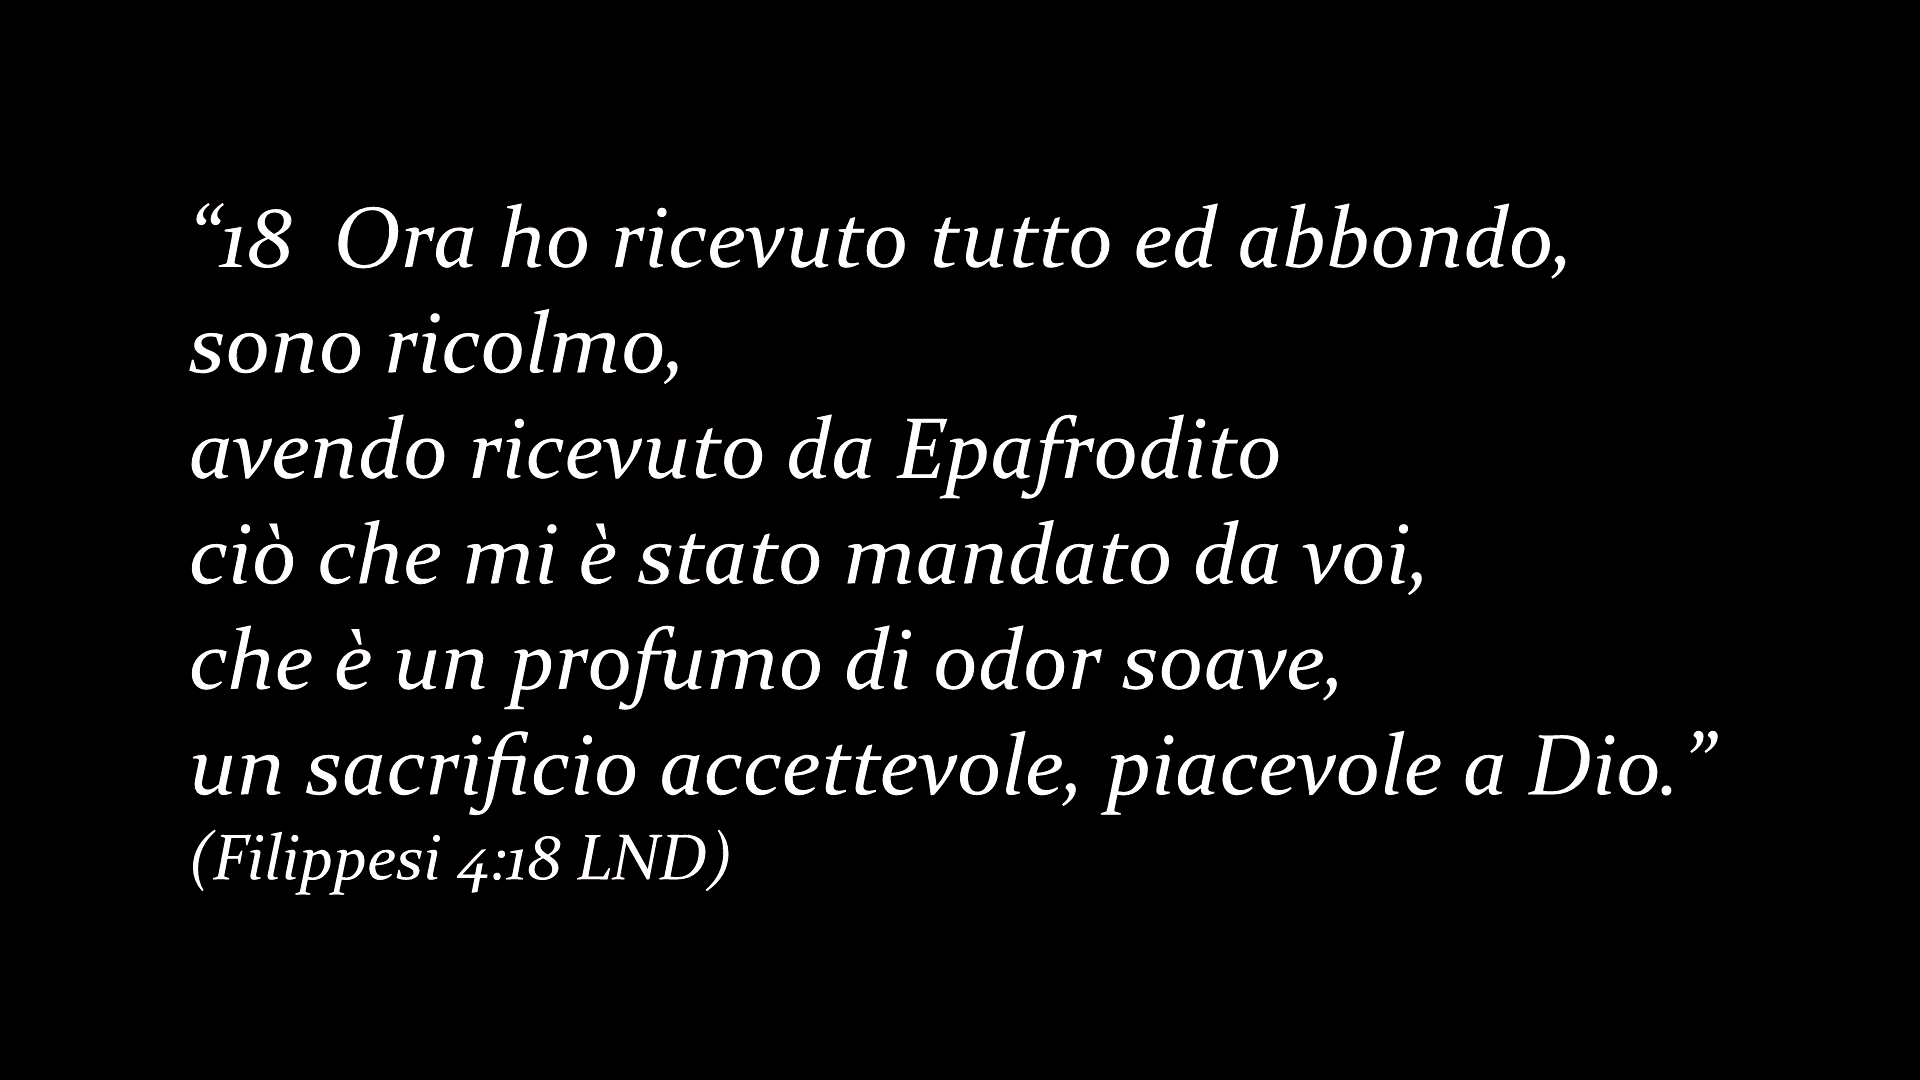 “18  Ora ho ricevuto tutto ed abbondo,
sono ricolmo,
avendo ricevuto da Epafrodito
ciò che mi è stato mandato da voi,
che è un profumo di odor soave,
un sacrificio accettevole, piacevole a Dio.”
(Filippesi 4:18 LND)